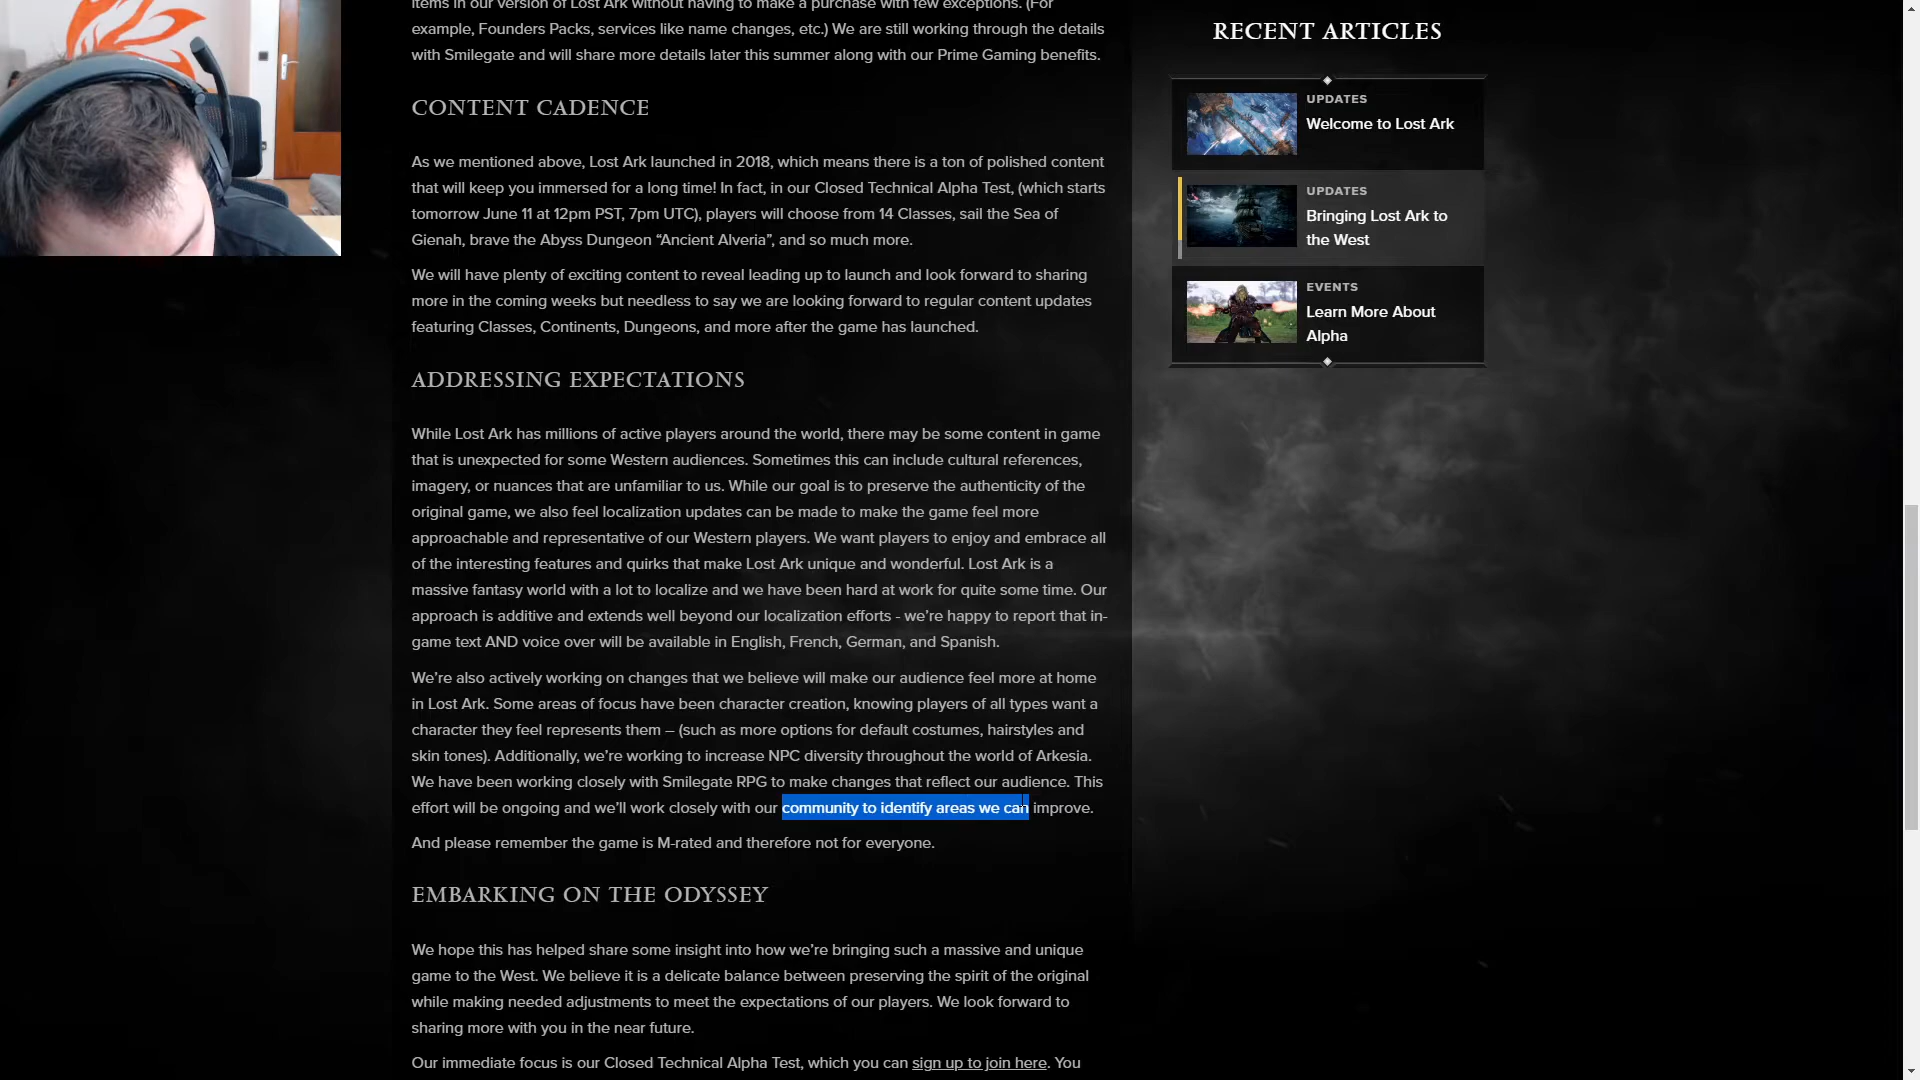 items in our version of Lost Ark without having to make a purchase with few exceptions. (For
example, Founders Packs, services like name changes, etc.) We are still working through the details
with Smilegate and will share more details later this summer along with our Prime Gaming benefits.
CONTENT CADENCE
As we mentioned above, Lost Ark launched in 2018, which means there is a ton of polished content
that will keep you immersed for a long time! In fact, in our Closed Technical Alpha Test, (which starts
tomorrow June 11 at 12pm PST, 7pm UTC), players will choose from 14 Classes, sail the Sea of
Gienah, brave the Abyss Dungeon “Ancient Alveria”, and so much more.
We will have plenty of exciting content to reveal leading up to launch and look forward to sharing
more in the coming weeks but needless to say we are looking forward to regular content updates
featuring Classes, Continents, Dungeons, and more after the game has launched.
ADDRESSING EXPECTATIONS
While Lost Ark has millions of active players around the world, there may be some content in game
that is unexpected for some Western audiences. Sometimes this can include cultural references,
imagery, or nuances that are unfamiliar to us. While our goal is to preserve the authenticity of the
original game, we also feel localization updates can be made to make the game feel more
approachable and representative of our Western players. We want players to enjoy and embrace all
of the interesting features and quirks that make Lost Ark unique and wonderful. Lost Ark is a
massive fantasy world with a lot to localize and we have been hard at work for quite some time. Our
approach is additive and extends well beyond our localization efforts - we’re happy to report that in-
game text AND voice over will be available in English, French, German, and Spanish.
We’re also actively working on changes that we believe will make our audience feel more at home
in Lost Ark. Some areas of focus have been character creation, knowing players of all types want a
character they feel represents them – (such as more options for default costumes, hairstyles and
skin tones). Additionally, we’re working to increase NPC diversity throughout the world of Arkesia.
We have been working closely with Smilegate RPG to make changes that reflect our audience. This
effort will be ongoing and we’ll work closely with our community to identify areas we can improve.
And please remember the game is M-rated and therefore not for everyone.
EMBARKING ON THE ODYSSEY
We hope this has helped share some insight into how we’re bringing such a massive and unique
game to the West. We believe it is a delicate balance between preserving the spirit of the original
while making needed adjustments to meet the expectations of our players. We look forward to
sharing more with you in the near future.
Our immediate focus is our Closed Technical Alpha Test, which you can sign up to join here. You
RECENT ARTICLES
UPDATES
Welcome to Lost Ark
UPDATES
Bringing Lost Ark to
the West
EVENTS
Learn More About
Alpha